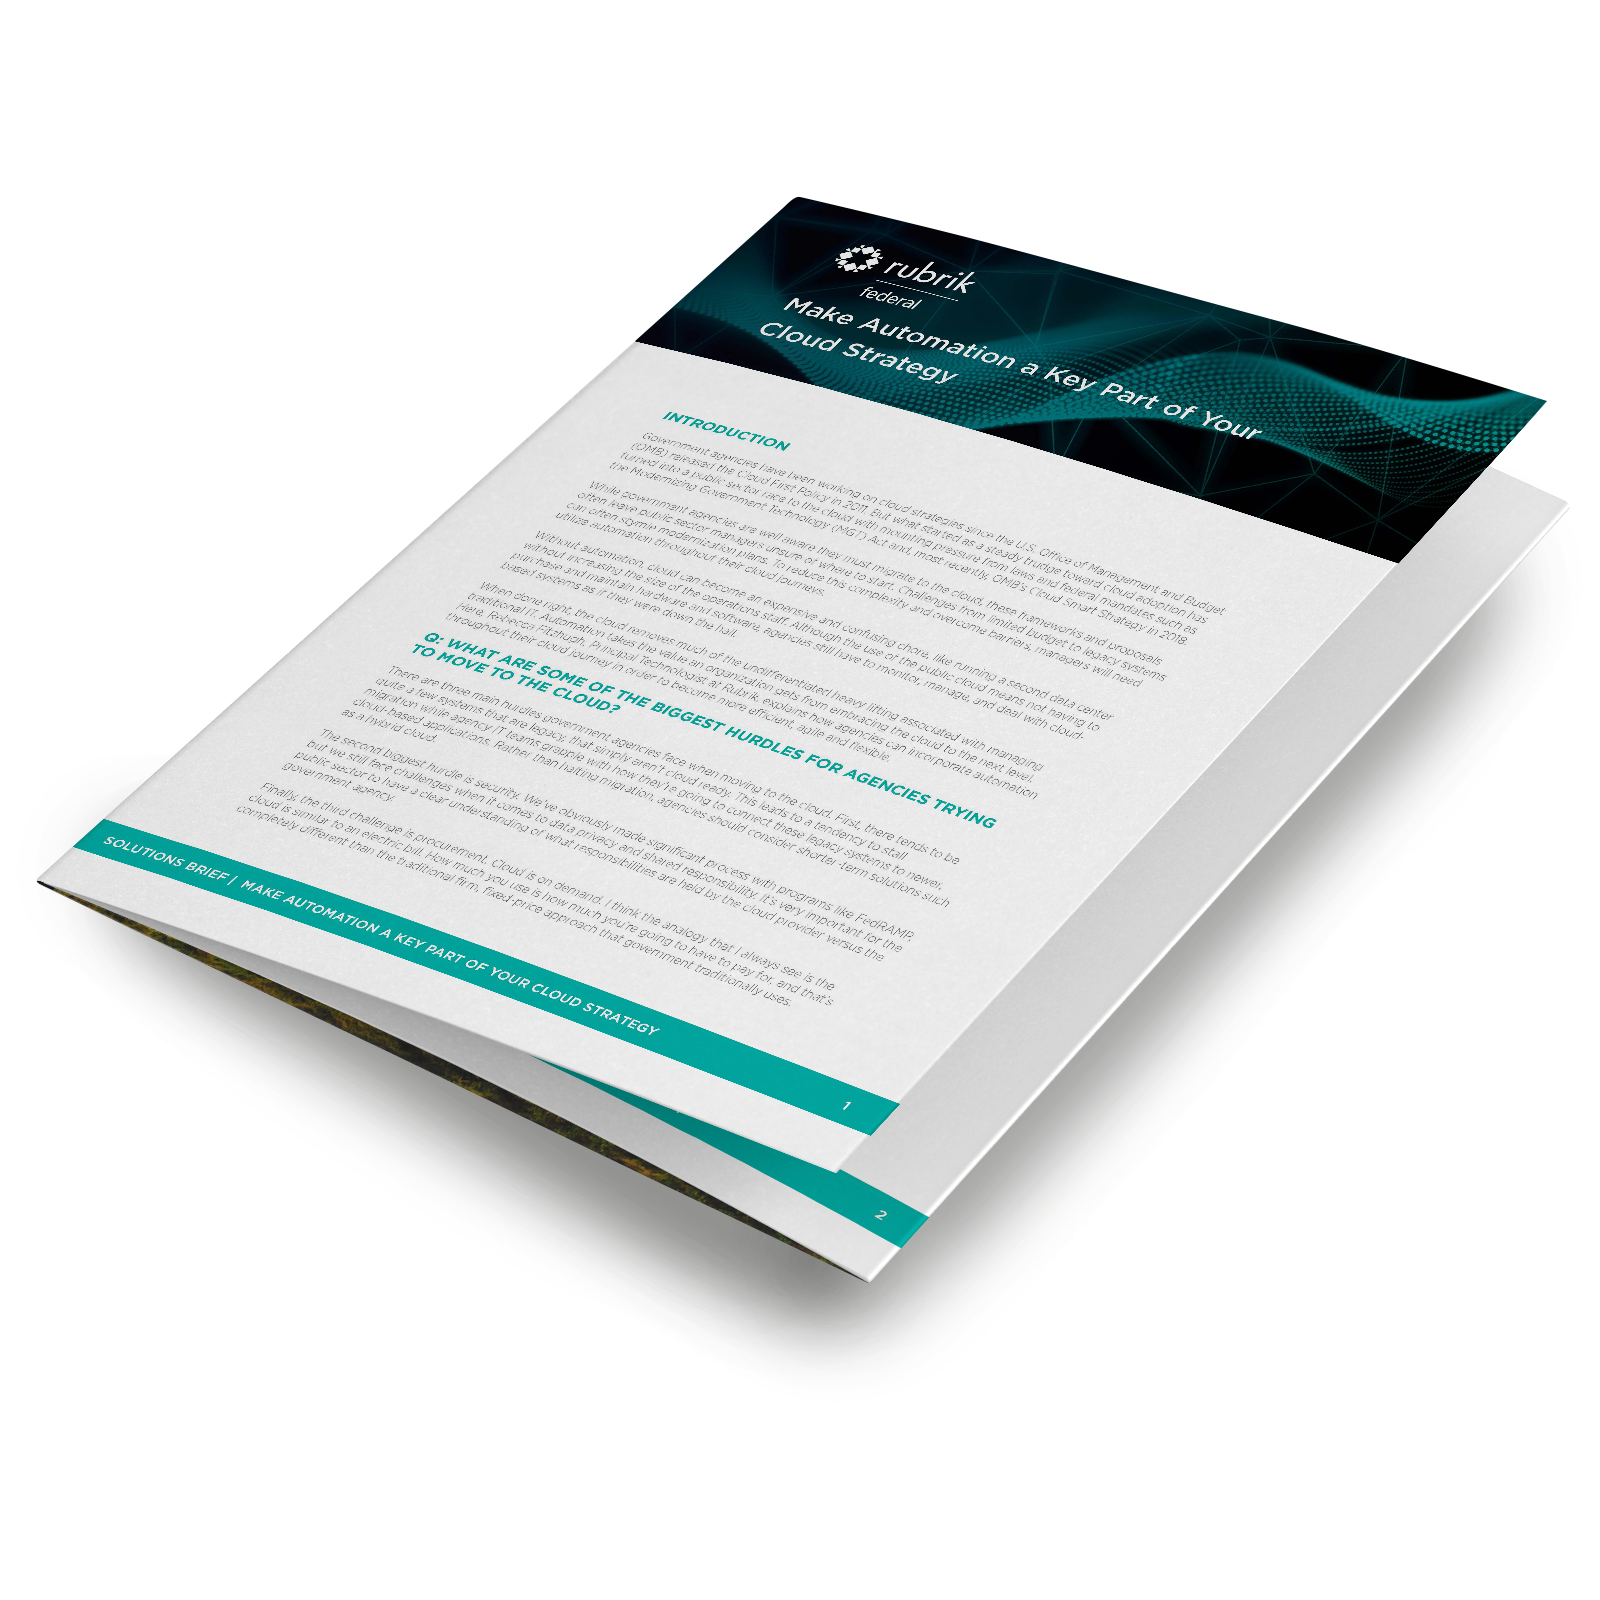 rubrik
federal
Make Automation a Key Part of Your
Cloud Strategy
INTRODUCTION
Government agencies have been working on cloud strategies since the U.S. Office of Management and Budget
(OMB) released the Cloud First Policy in 2011. But what started as a steady trudge toward cloud adoption has
turned into a public sector race to the cloud with mounting pressure from laws and federal mandates such as
the Modernizing Government Technology (MGT) Act and, most recently, OMB's Cloud Smart Strategy in 2018.
While government agencies are well aware they must migrate to the cloud, these frameworks and proposals
often leave public sector managers unsure of where to start. Challenges from limited budget to legacy systems
can often stymie modernization plans. To reduce this complexity and overcome barriers, managers will need
utilize automation throughout their cloud journeys.
Without automation, cloud can become an expensive and confusing chore, like running a second data center
without increasing the size of the operations staff. Although the use of the public cloud means not having to
purchase and maintain hardware and software, agencies still have to monitor, manage, and deal with cloud-
based systems as if they were down the hall.
When done right, the cloud removes much of the undifferentiated heavy lifting associated with managing
traditional IT. Automation takes the value an organization gets from embracing the cloud to the next level.
Here, Rebecca Fitzhugh, Principal Technologist at Rubrik, explains how agencies can incorporate automation
throughout their cloud journey in order to become more efficient, agile and flexible.
Q: WHAT ARE SOME OF THE BIGGEST HURDLES FOR AGENCIES TRYING
TO MOVE TO THE CLOUD?
There are three main hurdles government agencies face when moving to the cloud. First, there tends to be
quite a few systems that are legacy, that simply aren't cloud ready. This leads to a tendency to stall
migration while agency IT teams grapple with how they're going to connect these legacy systems to newer,
cloud-based applications. Rather than halting migration, agencies should consider shorter-term solutions such
as a hybrid cloud.
The second biggest hurdle is security. We've obviously made significant process with programs like FedRAMP,
but we still face challenges when it comes to data privacy and shared responsibility. It's very important for the
public sector to have a clear understanding of what responsibilities are held by the cloud provider versus the
government agency.
Finally, the third challenge is procurement. Cloud is on demand. I think the analogy that I always see is the
cloud is similar to an electric bill. How much you use is how much you're going to have to pay for, and that's
completely different than the traditional firm, fixed-price approach that government traditionally uses.
SOLUTIONS BRIEF | MAKE AUTOMATION A KEY PART OF YOUR CLOUD STRATEGY
1
2